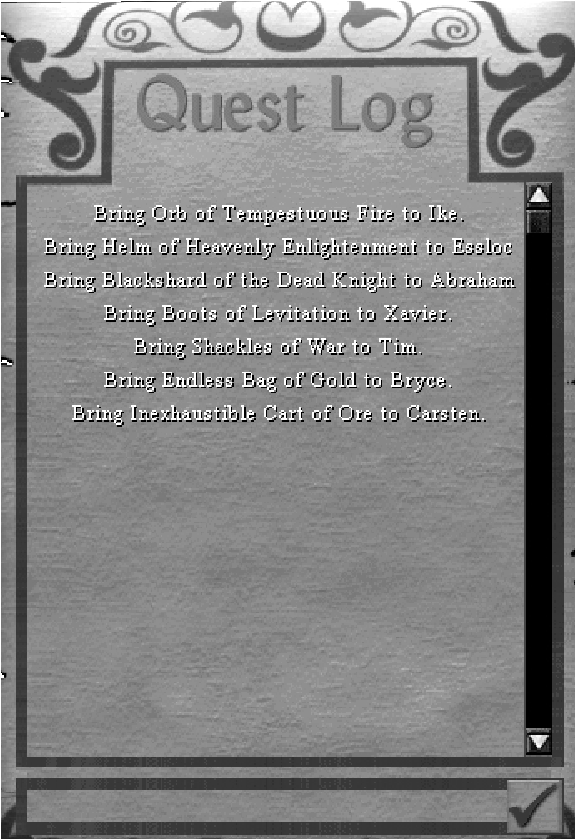 Quest Log
Bring Orb of Tempestuous Fire to Ike.
Bring Helm of Heavenly Enlightenment to Essloc
Bring Blackshard of the Dead Knight to Abraham
Bring Boots of Levitation to Xavier.
Bring Shackles of War to Tim.
Bring Endless Bag of Gold to Bryce.
Bring Inexhaustible Cart of Ore to Carsten.